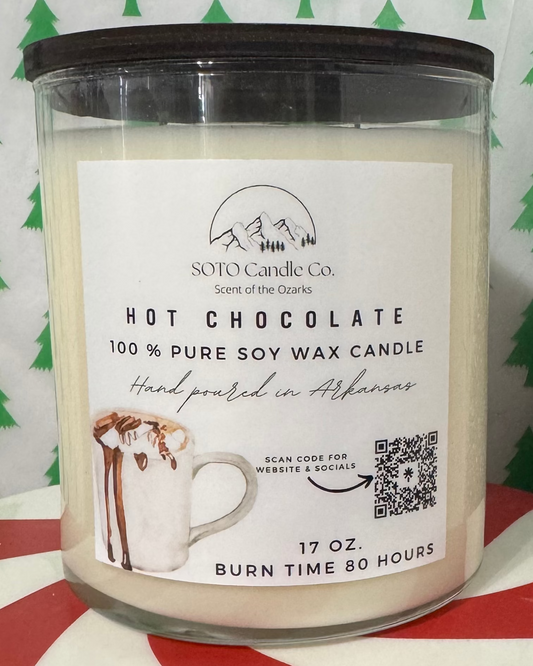 SOTO Candle Co.
Scent of the Ozarks
HOT CHOCOLATE
100 % PURE SOY WAX CANDLE
Hand poured in Arkansas
SCAN CODE FOR
WEBSITE & SOCIALS
17 OZ.
BURN TIME 80 HOURS